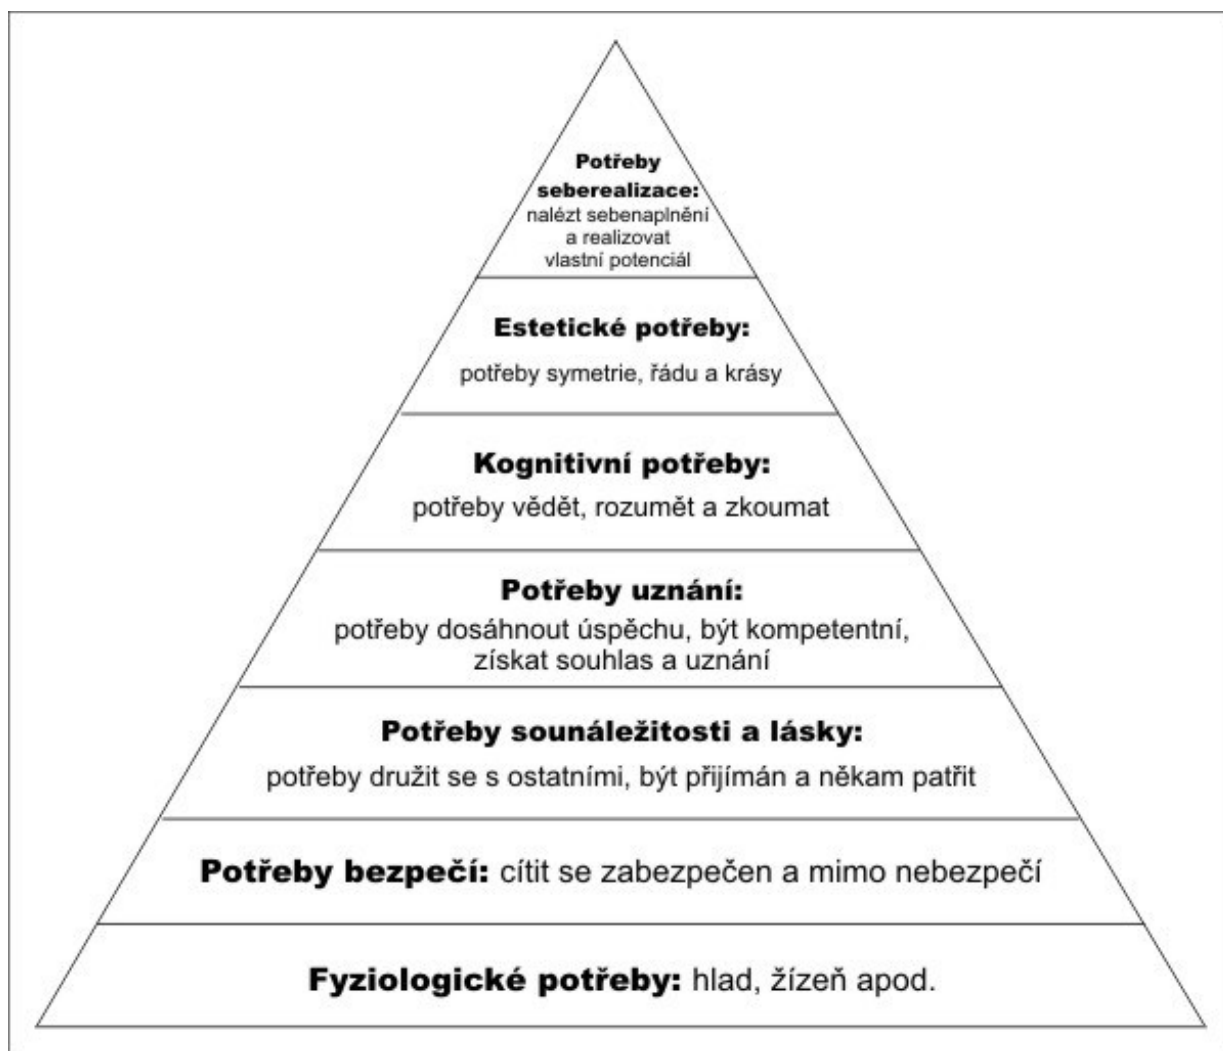 Potřeby
seberealizace:
nalézt sebenaplnění
a realizovat
vlastní potenciál
Estetické potřeby:
potřeby symetrie, řádu a krásy
Kognitivní potřeby:
potřeby vědět, rozumět a zkoumat
Potřeby uznání:
potřeby dosáhnout úspěchu, být kompetentní,
získat souhlas a uznání
Potřeby sounáležitosti a lásky:
potřeby družit se s ostatními, být přijímán a někam patřit
Potřeby bezpečí: cítit se zabezpečen a mimo nebezpečí
Fyziologické potřeby: hlad, žízeň apod.